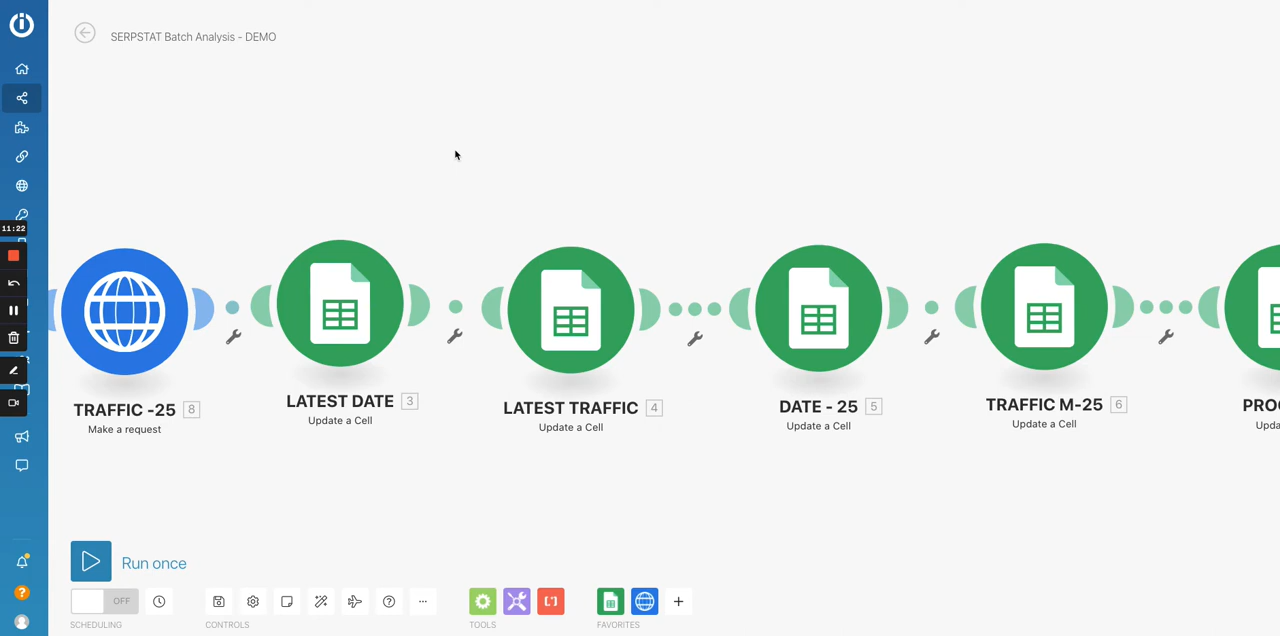 SERPSTAT Batch Analysis - DEMO
11:22
TRAFFIC -25 8
Make a request
LATEST DATE 3
Update a Cell
LATEST TRAFFIC 4
Update a Cell
DATE - 25 5
Update a Cell
TRAFFIC M-25 6
Update a Cell
PRO
Upda
Run once
OFF
SCHEDULING
CONTROLS
TOOLS
FAVORITES